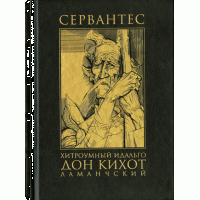 СЕРВАНТЕС
ХИТРОУМНЫЙ ИДАЛЬГО
ДОН КИХОТ
ЛАМАНЧСКИЙ